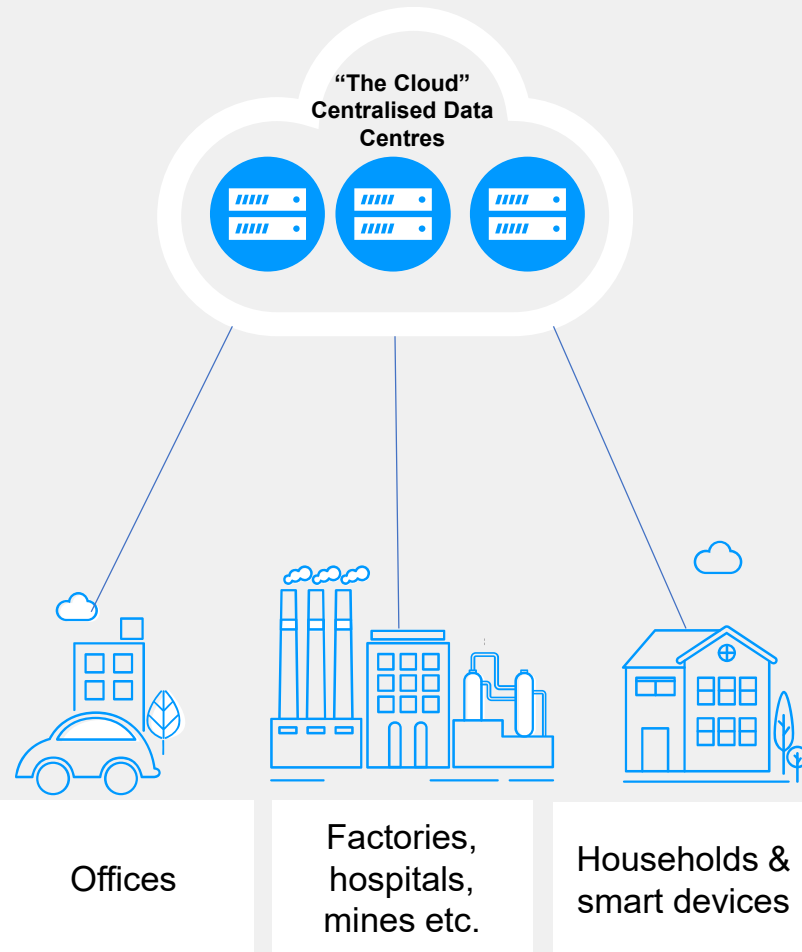 “The Cloud”
Centralised Data
Centres
Offices
Factories,
hospitals,
mines etc.
Households &
smart devices